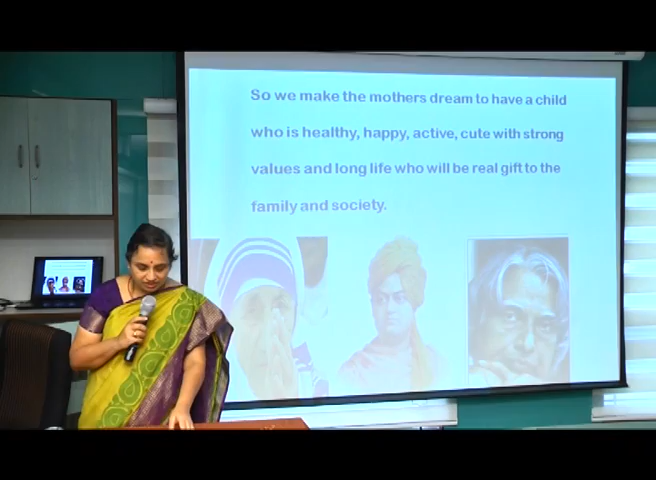 So we make the mothers dream to have a child
who is healthy, happy, active, cute with strong
values and long life who will be real gift to the
family and society.